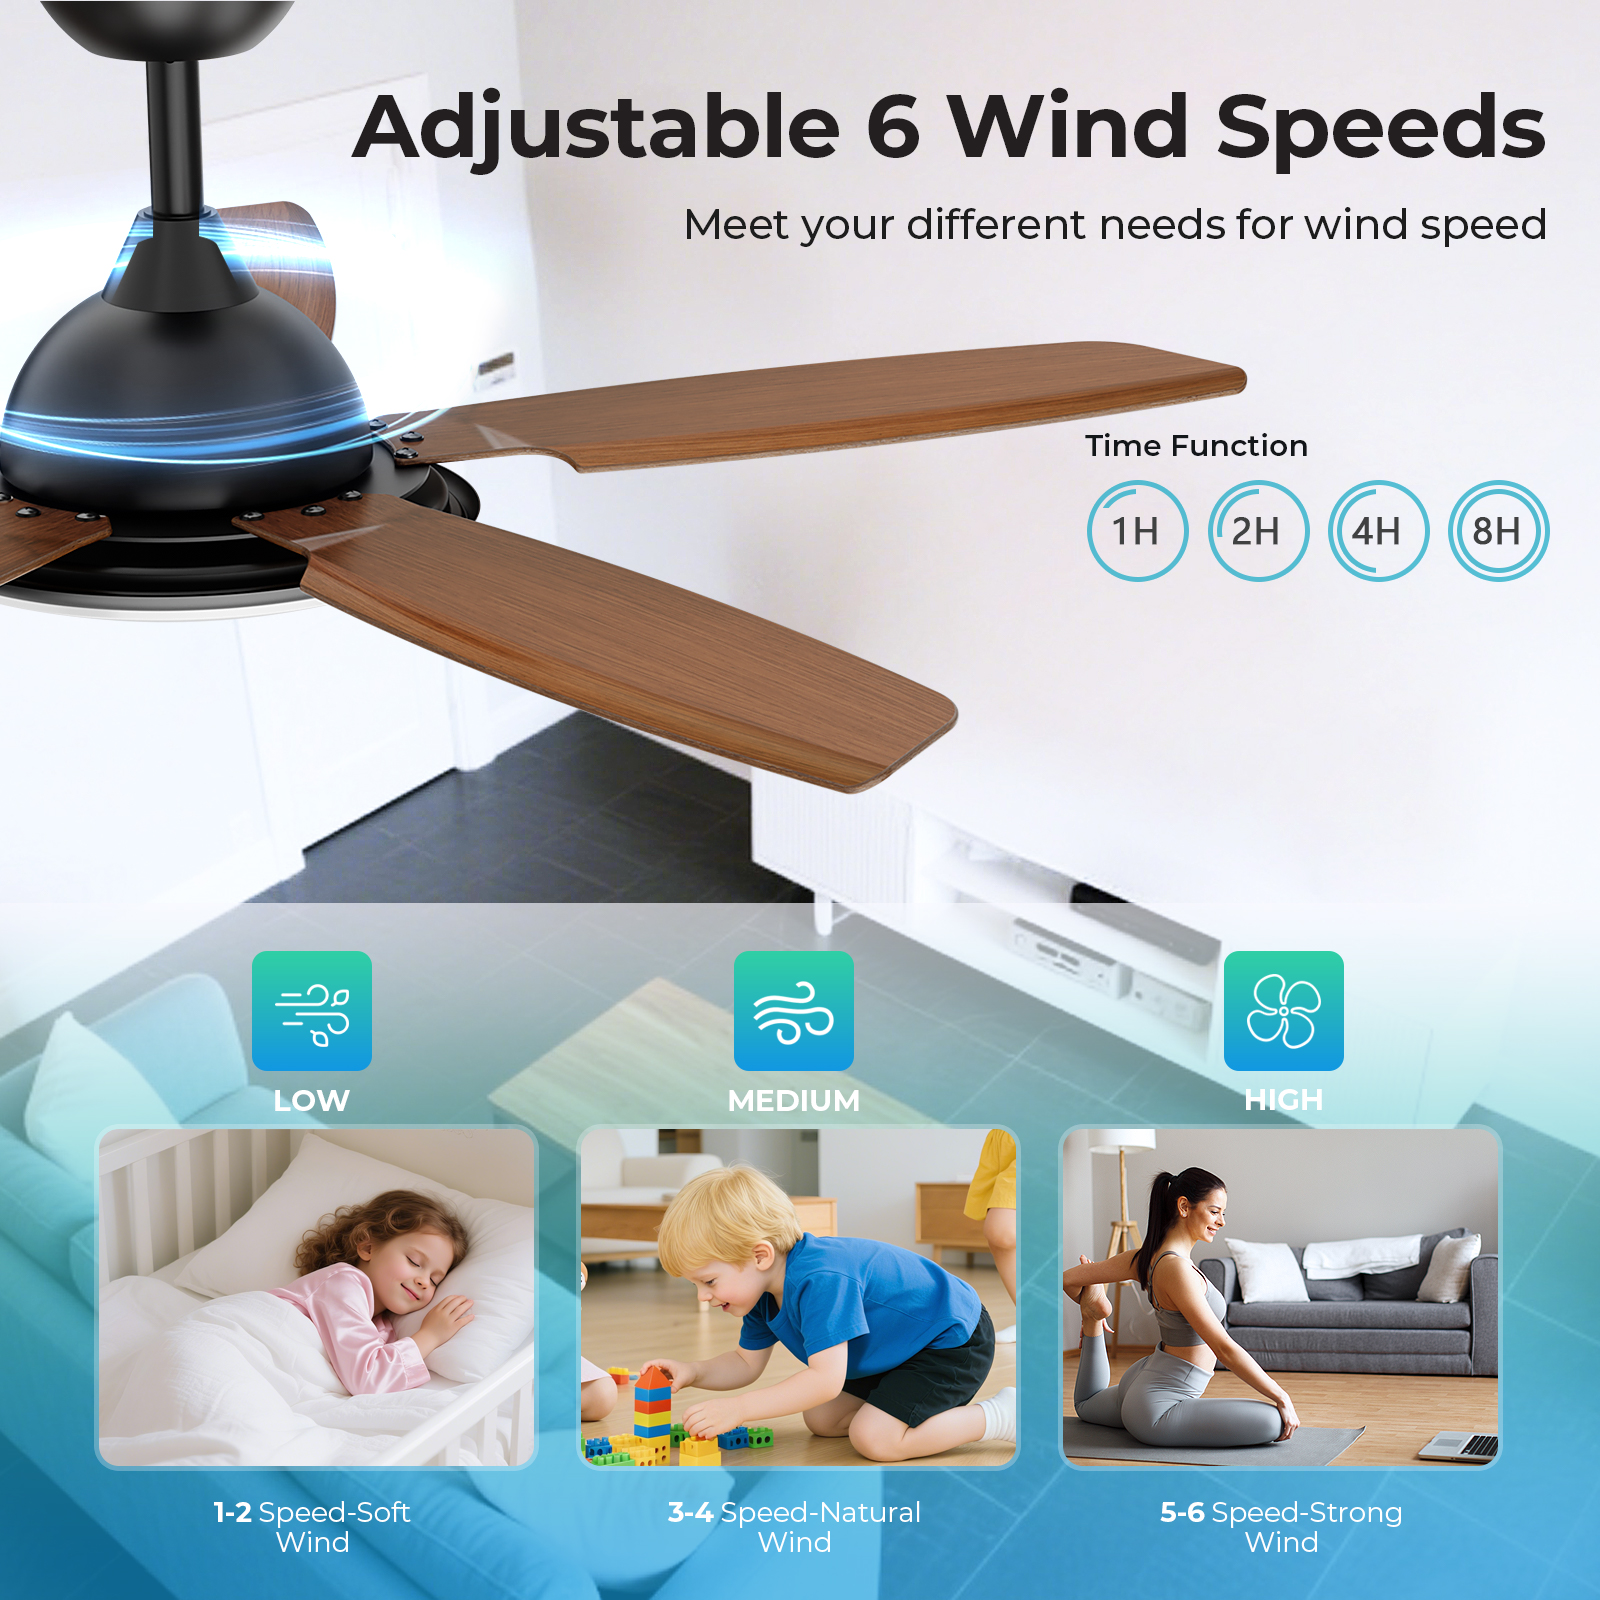 Adjustable 6 Wind Speeds
Meet your different needs for wind speed
Time Function
1H 2H 4H 8H
LOW
MEDIUM
HIGH
1-2 Speed-Soft
Wind
3-4 Speed-Natural
Wind
5-6 Speed-Strong
Wind